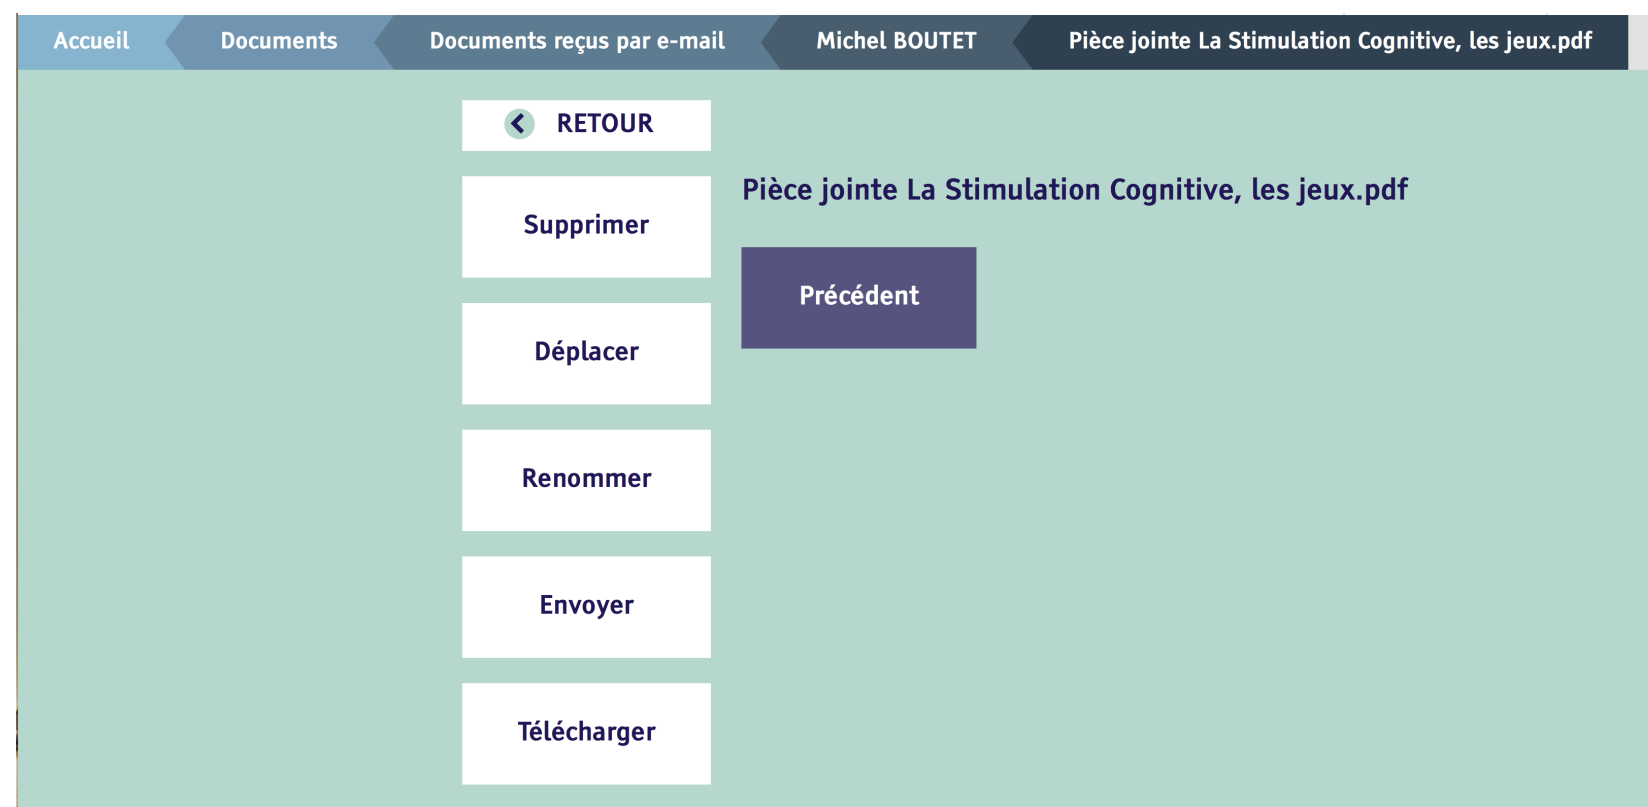 Accueil
Documents
Documents reçus par e-mail
Michel BOUTET
Pièce jointe La Stimulation Cognitive, les jeux.pdf
RETOUR
Supprimer
Déplacer
Renommer
Envoyer
Télécharger
Pièce jointe La Stimulation Cognitive, les jeux.pdf
Précédent